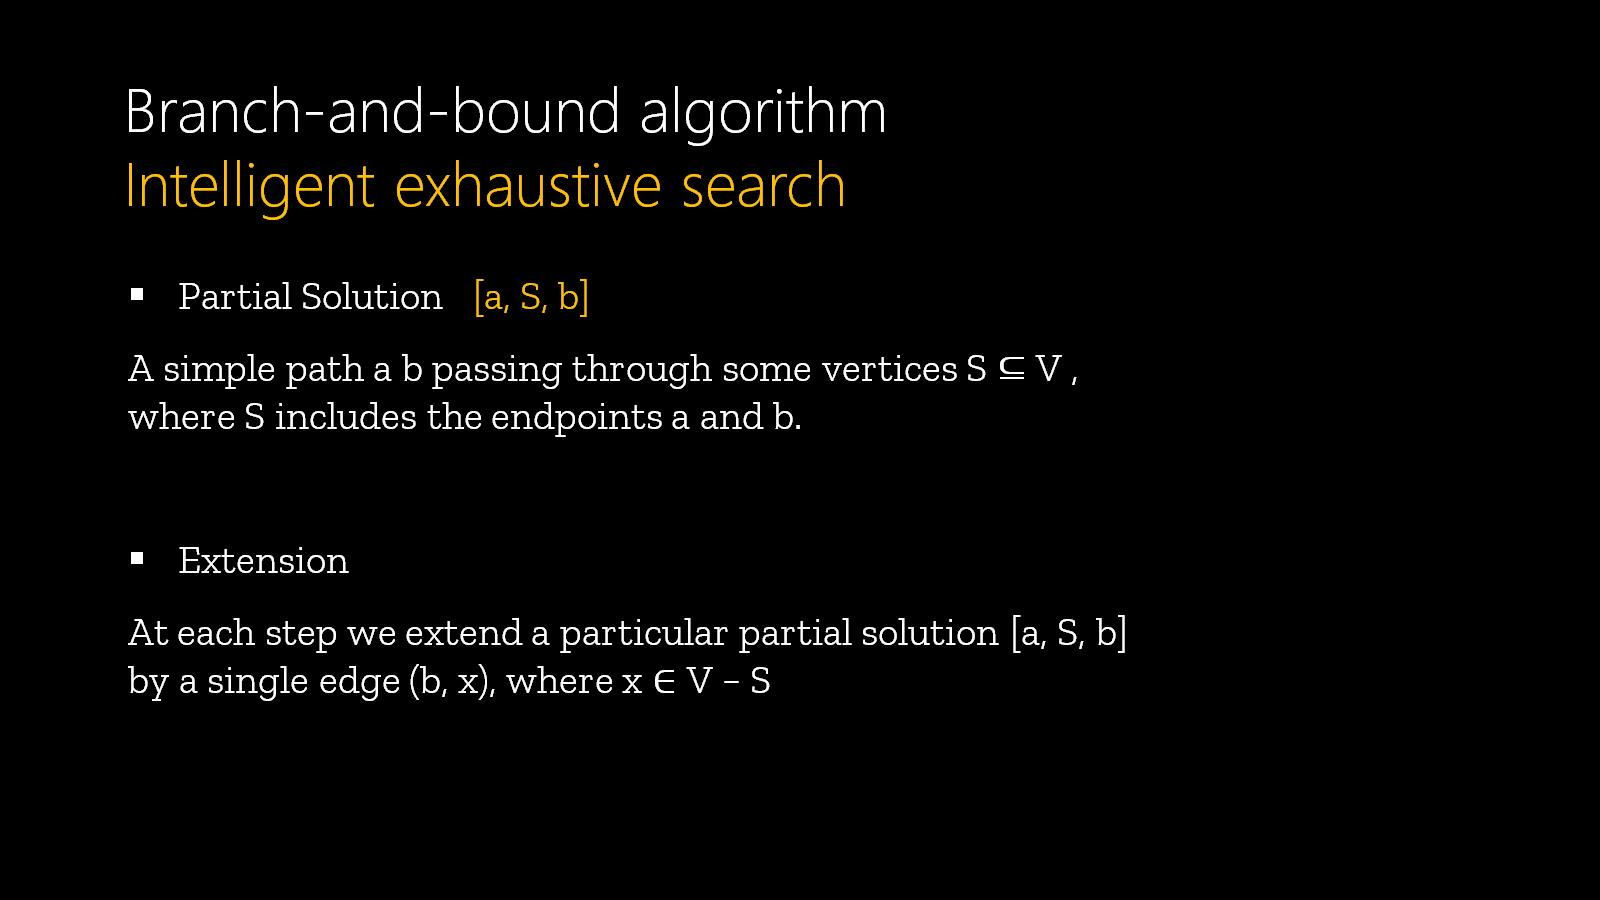 Branch-and-bound algorithm
Intelligent exhaustive search
▪ Partial Solution [a, S, b]
A simple path a b passing through some vertices S ⊆ V ,
where S includes the endpoints a and b.
▪ Extension
At each step we extend a particular partial solution [a, S, b]
by a single edge (b, x), where x ∈ V – S